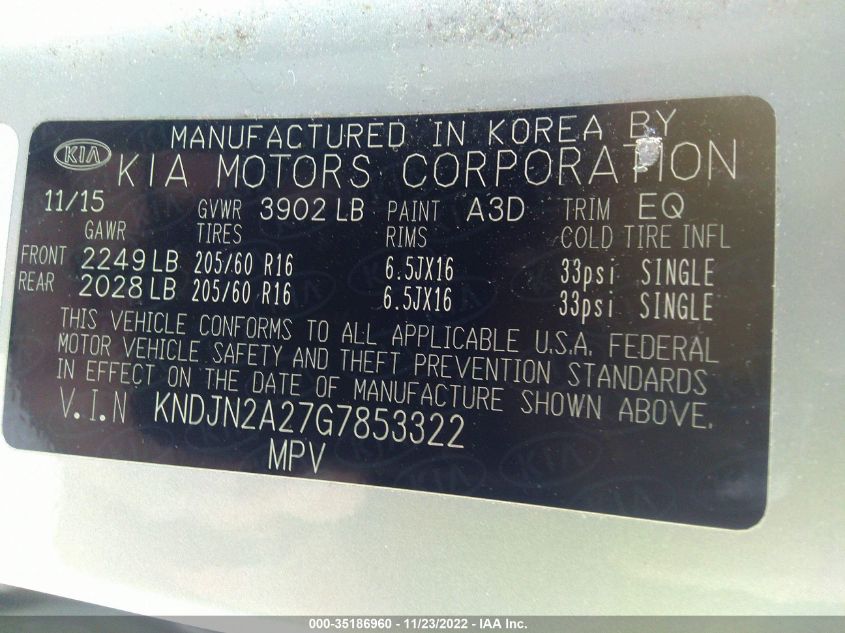 MANUFACTURED IN KOREA BY
KIA KIA MOTORS CORPORATION
11/15 GVWR 3902 LB PAINT A3D TRIM EQ
GAWR TIRES RIMS COLD TIRE INFL
FRONT 2249 LB 205/60 R16 6.5JX16 33psi SINGLE
REAR 2028 LB 205/60 R16 6.5JX16 33psi SINGLE
THIS VEHICLE CONFORMS TO ALL APPLICABLE U.S.A. FEDERAL
MOTOR VEHICLE SAFETY AND THEFT PREVENTION STANDARDS
IN EFFECT ON THE DATE OF MANUFACTURE SHOWN ABOVE.
V.I.N KNDJN2A27G7853322
MPV
000-35186960 - 11/23/2022 - IAA Inc.